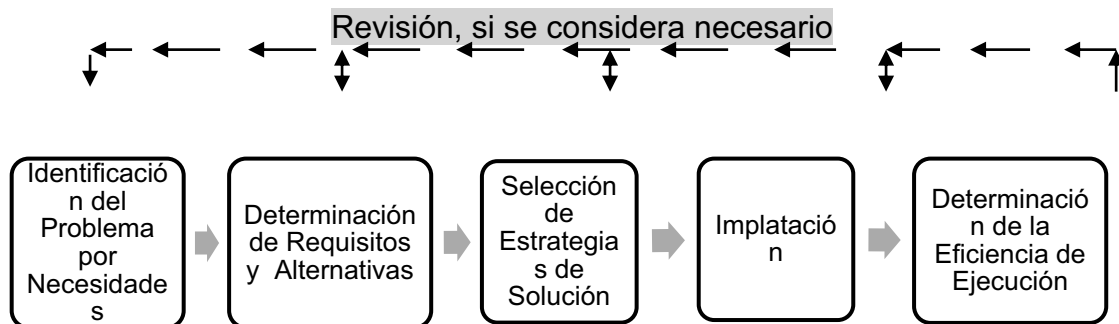 Revisión, si se considera necesario
Identificació
n del
Problema
por
Necesidade
s
Determinación
de Requisitos
y Alternativas
Selección
de
Estrategia
s de
Solución
Implatació
n
Determinació
n de la
Eficiencia de
Ejecución